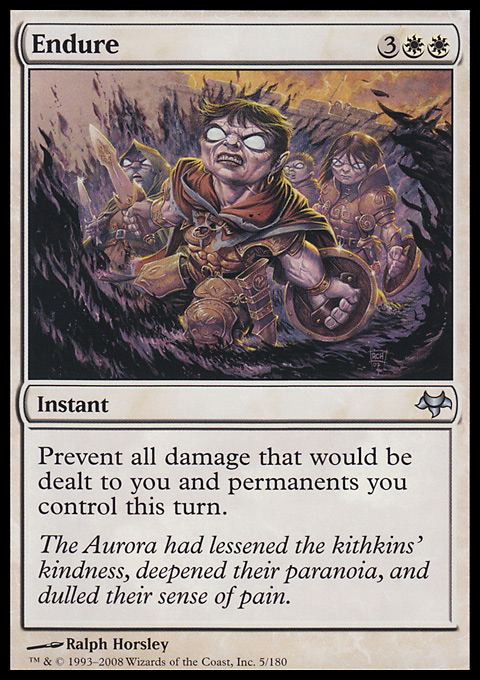 Endure 3
RCH
Instant
Prevent all damage that would be
dealt to you and permanents you
control this turn.
The Aurora had lessened the kithkins'
kindness, deepened their paranoia, and
dulled their sense of pain.
Ralph Horsley
™ & © 1993–2008 Wizards of the Coast, Inc. 5/180